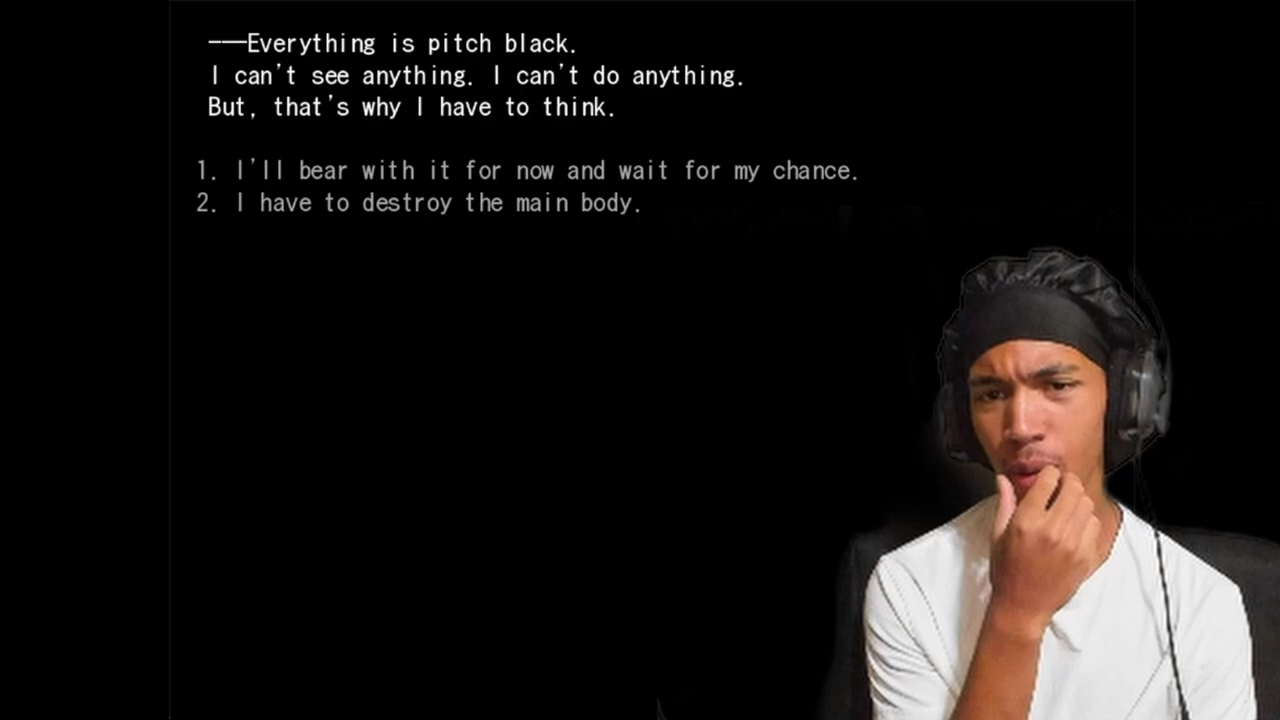 ──Everything is pitch black.
I can't see anything. I can't do anything.
But, that's why I have to think.
1. I'll bear with it for now and wait for my chance.
2. I have to destroy the main body.